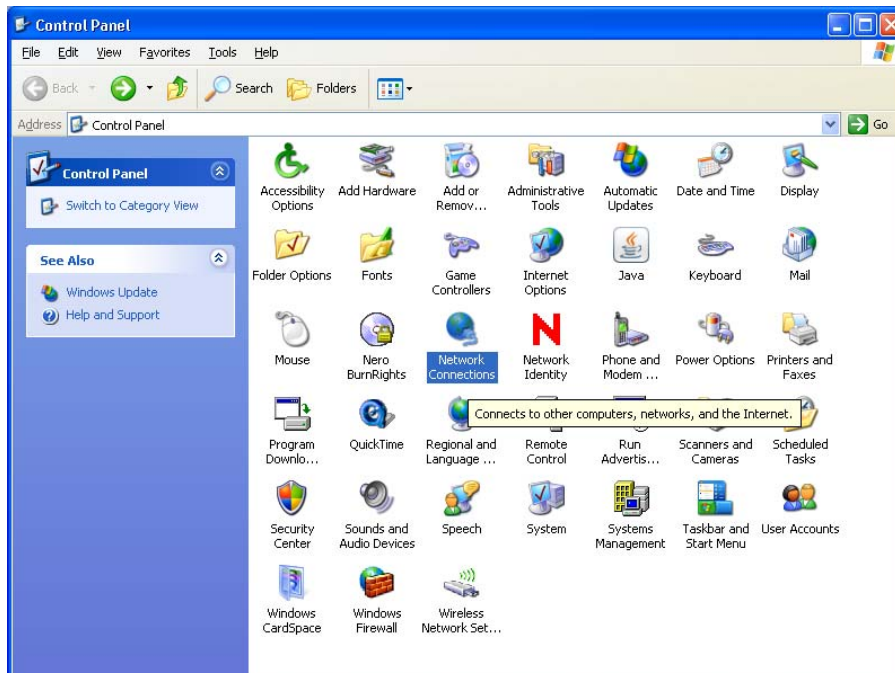 Control Panel
File Edit View Favorites Tools Help
Back Search Folders
Address Control Panel Go
Control Panel
Switch to Category View
See Also
Windows Update
Help and Support
Accessibility Options
Add Hardware
Add or Remov...
Administrative Tools
Automatic Updates
Date and Time
Display
Folder Options
Fonts
Game Controllers
Internet Options
Java
Keyboard
Mail
Mouse
Nero BurnRights
Network Connections
N
Network Identity
Phone and Modem ...
Power Options
Printers and Faxes
Connects to other computers, networks, and the Internet.
Program Downlo...
QuickTime
Regional and Language ...
Remote Control
Run Advertis...
Scanners and Cameras
Scheduled Tasks
Security Center
Sounds and Audio Devices
Speech
System
Systems Management
Taskbar and Start Menu
User Accounts
Windows CardSpace
Windows Firewall
Wireless Network Set...